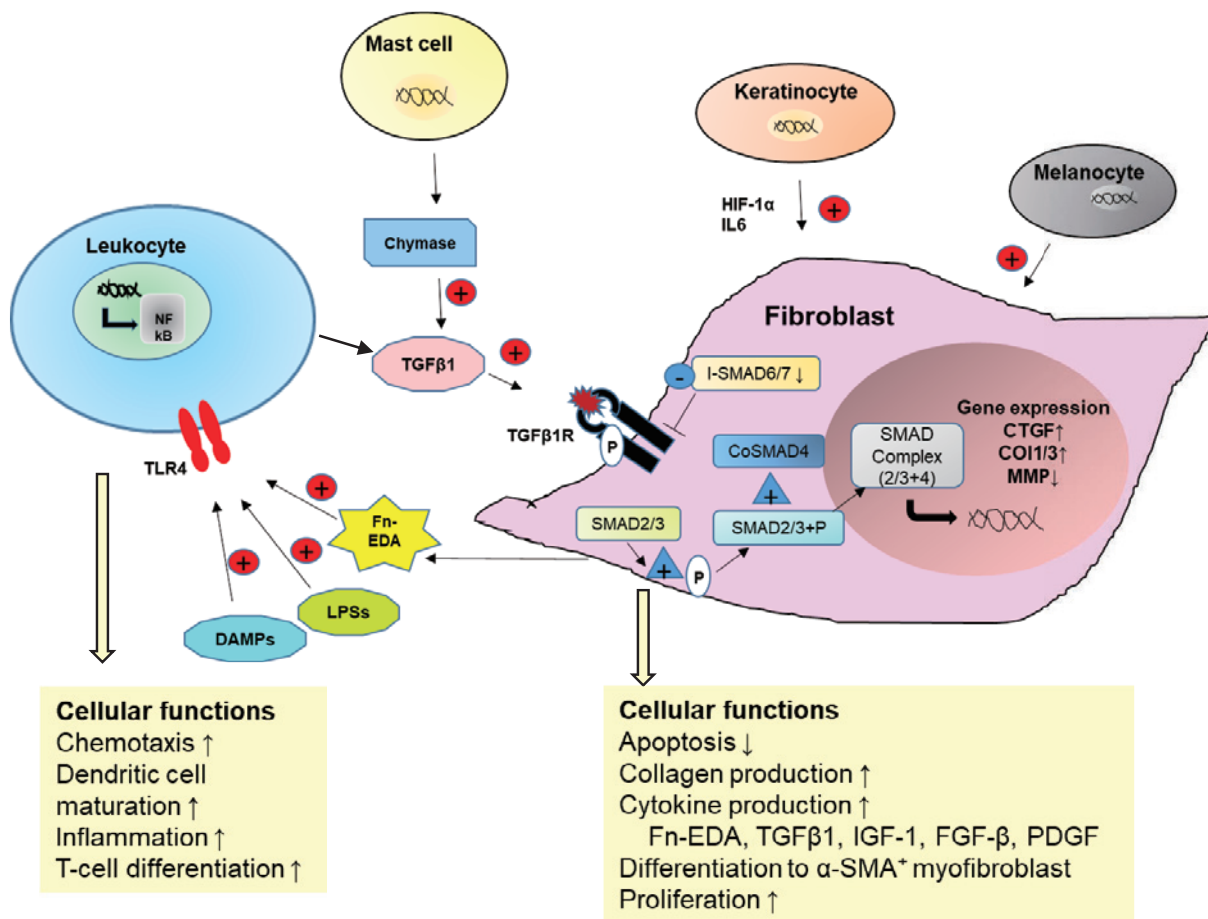 Mast cell
Keratinocyte
Melanocyte
HIF-1α
IL6
+
+
Chymase
+
Leukocyte
NF
kB
TGFβ1
+
Fibroblast
I-SMAD6/7 ↓
-
TGFβ1R
P
Gene expression
CTGF↑
COI1/3↑
MMP↓
CoSMAD4
SMAD
Complex
(2/3+4)
+
SMAD2/3
SMAD2/3+P
+
P
TLR4
+
Fn-
EDA
+
+
LPSs
DAMPs
Cellular functions
Chemotaxis ↑
Dendritic cell
maturation ↑
Inflammation ↑
T-cell differentiation ↑
Cellular functions
Apoptosis ↓
Collagen production ↑
Cytokine production ↑
Fn-EDA, TGFβ1, IGF-1, FGF-β, PDGF
Differentiation to α-SMA⁺ myofibroblast
Proliferation ↑